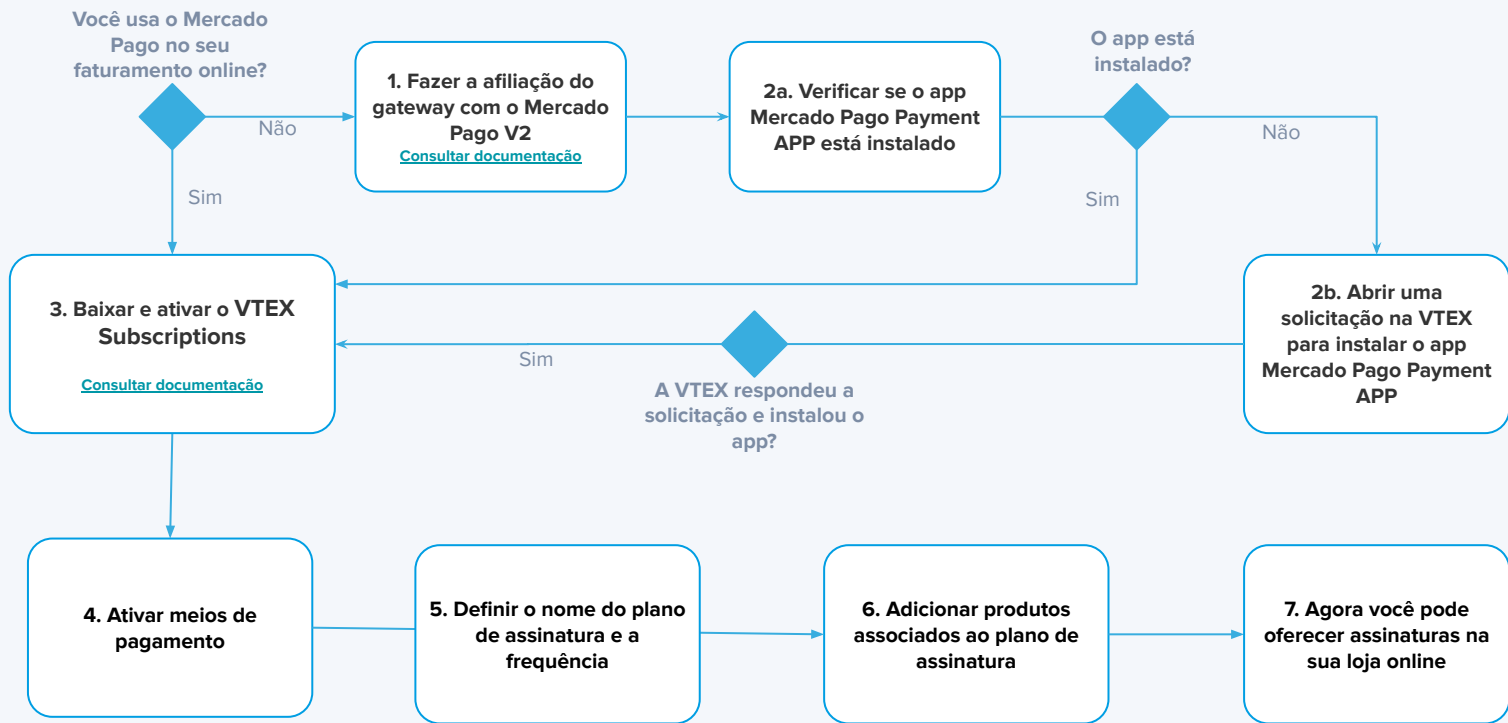 Você usa o Mercado
Pago no seu
faturamento online?
Não
Sim
1. Fazer a afiliação do
gateway com o Mercado
Pago V2
Consultar documentação
2a. Verificar se o app
Mercado Pago Payment
APP está instalado
O app está
instalado?
Não
Sim
2b. Abrir uma
solicitação na VTEX
para instalar o app
Mercado Pago Payment
APP
Sim
A VTEX respondeu a
solicitação e instalou o
app?
3. Baixar e ativar o VTEX
Subscriptions
Consultar documentação
4. Ativar meios de
pagamento
5. Definir o nome do plano
de assinatura e a
frequência
6. Adicionar produtos
associados ao plano de
assinatura
7. Agora você pode
oferecer assinaturas na
sua loja online